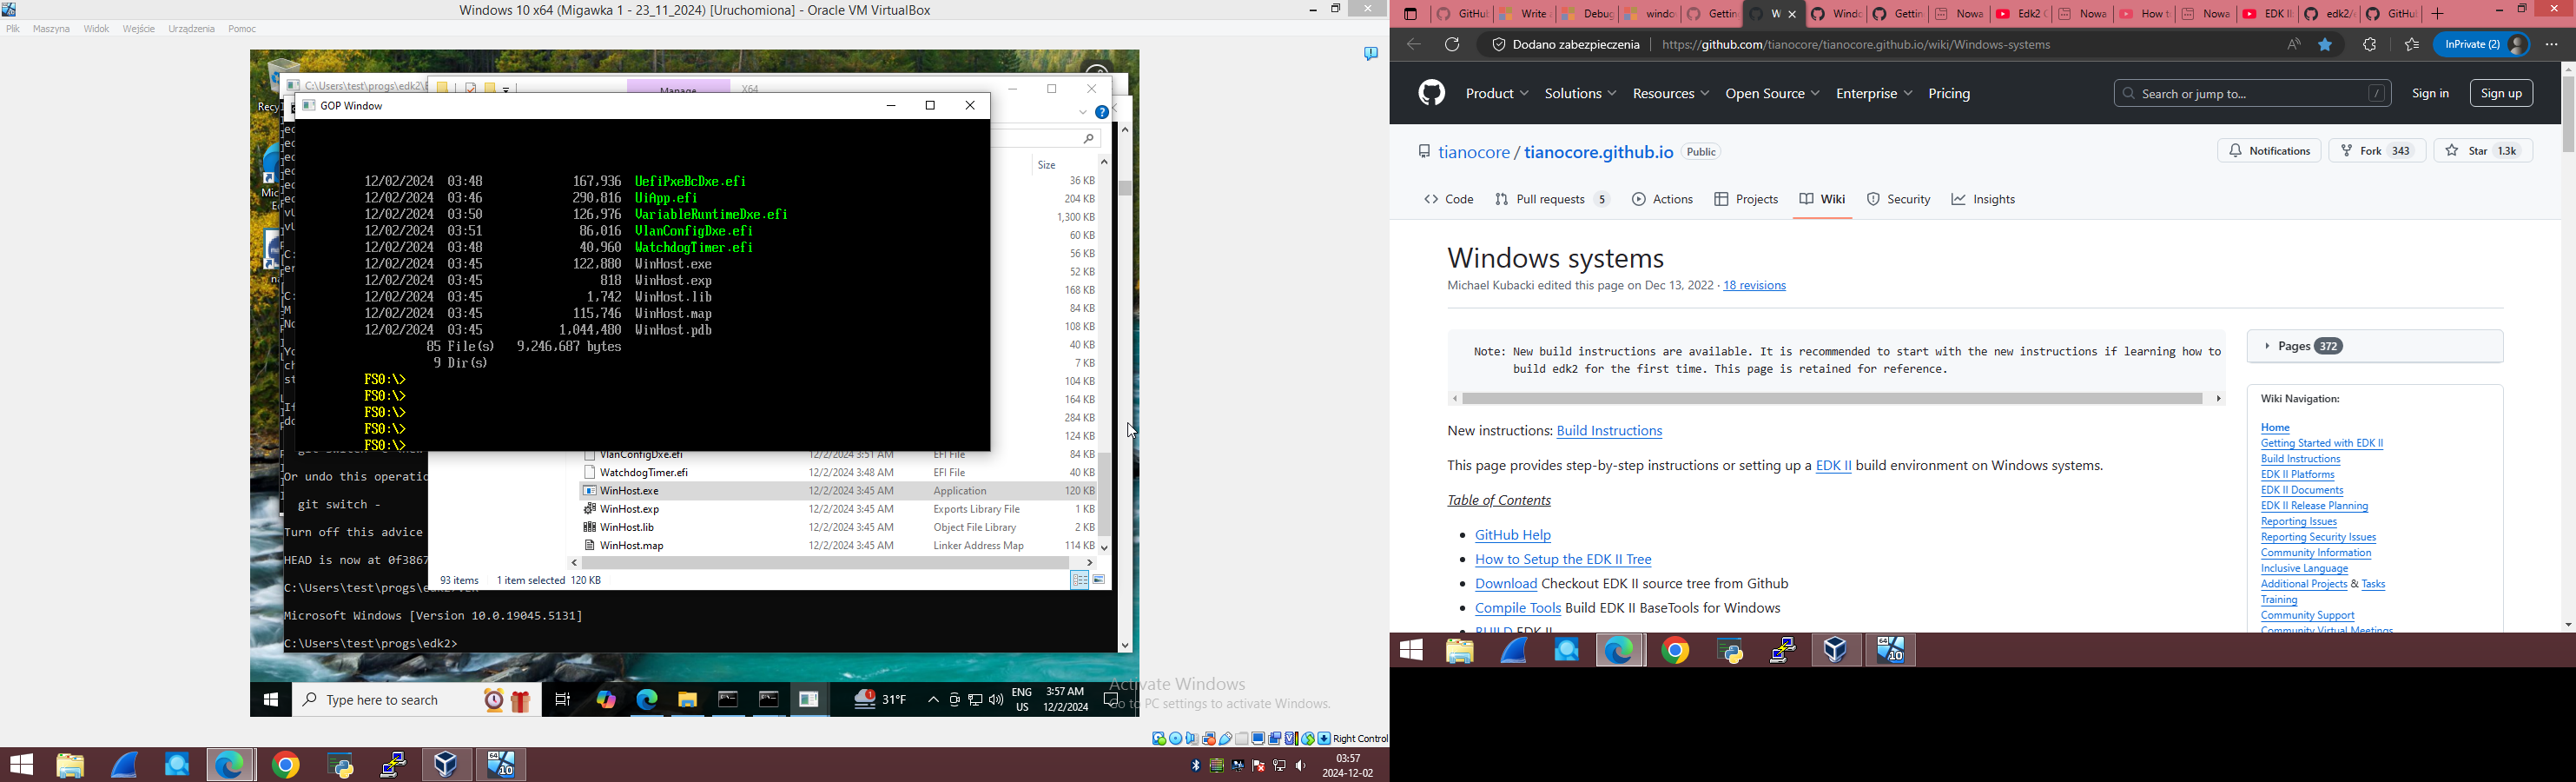 Windows 10 x64 (Migawka 1 - 23_11_2024) [Uruchomiona] - Oracle VM VirtualBox
Plik Maszyna Widok Wejście Urządzenia Pomoc
C:\Users\test\progs\edk2\
Manage X64
GOP Window
Size
12/02/2024 03:48 167,936 UefiPxeBcDxe.efi
12/02/2024 03:46 290,816 UiApp.efi
12/02/2024 03:50 126,976 VariableRuntimeDxe.efi
12/02/2024 03:51 86,016 VlanConfigDxe.efi
12/02/2024 03:48 40,960 WatchdogTimer.efi
12/02/2024 03:45 122,880 WinHost.exe
12/02/2024 03:45 818 WinHost.exp
12/02/2024 03:45 1,742 WinHost.lib
12/02/2024 03:45 115,746 WinHost.map
12/02/2024 03:45 1,044,480 WinHost.pdb
85 File(s) 9,246,687 bytes
9 Dir(s)
FS0:\>
FS0:\>
FS0:\>
FS0:\>
FS0:\>
36 KB
204 KB
1,300 KB
60 KB
56 KB
52 KB
168 KB
84 KB
108 KB
40 KB
7 KB
104 KB
164 KB
284 KB
124 KB
VlanConfigDxe.efi 12/2/2024 3:51 AM EFI File 84 KB
WatchdogTimer.efi 12/2/2024 3:48 AM EFI File 40 KB
WinHost.exe 12/2/2024 3:45 AM Application 120 KB
WinHost.exp 12/2/2024 3:45 AM Exports Library File 1 KB
WinHost.lib 12/2/2024 3:45 AM Object File Library 2 KB
WinHost.map 12/2/2024 3:45 AM Linker Address Map 114 KB
93 items 1 item selected 120 KB
Or undo this operatio
git switch -
Turn off this advice
HEAD is now at 0f3867
C:\Users\test\progs\
Microsoft Windows [Version 10.0.19045.5131]
C:\Users\test\progs\edk2>
Type here to search
31°F
ENG
US
3:57 AM
12/2/2024
Activate Windows
Go to PC settings to activate Windows.
Right Control
03:57
2024-12-02
GitHub Write Debug windo Gettin W Windo Gettin Nowa Edk2 Nowa How t Nowa EDK II edk2/ GitHub
Dodano zabezpieczenia
https://github.com/tianocore/tianocore.github.io/wiki/Windows-systems
InPrivate (2)
Product Solutions Resources Open Source Enterprise Pricing
Search or jump to... /
Sign in Sign up
tianocore / tianocore.github.io Public
Notifications Fork 343 Star 1.3k
Code Pull requests 5 Actions Projects Wiki Security Insights
Windows systems
Michael Kubacki edited this page on Dec 13, 2022 · 18 revisions
Note: New build instructions are available. It is recommended to start with the new instructions if learning how to
build edk2 for the first time. This page is retained for reference.
New instructions: Build Instructions
This page provides step-by-step instructions or setting up a EDK II build environment on Windows systems.
Table of Contents
GitHub Help
How to Setup the EDK II Tree
Download Checkout EDK II source tree from Github
Compile Tools Build EDK II BaseTools for Windows
BUILD EDK II
Pages 372
Wiki Navigation:
Home
Getting Started with EDK II
Build Instructions
EDK II Platforms
EDK II Documents
EDK II Release Planning
Reporting Issues
Reporting Security Issues
Community Information
Inclusive Language
Additional Projects & Tasks
Training
Community Support
Community Virtual Meetings